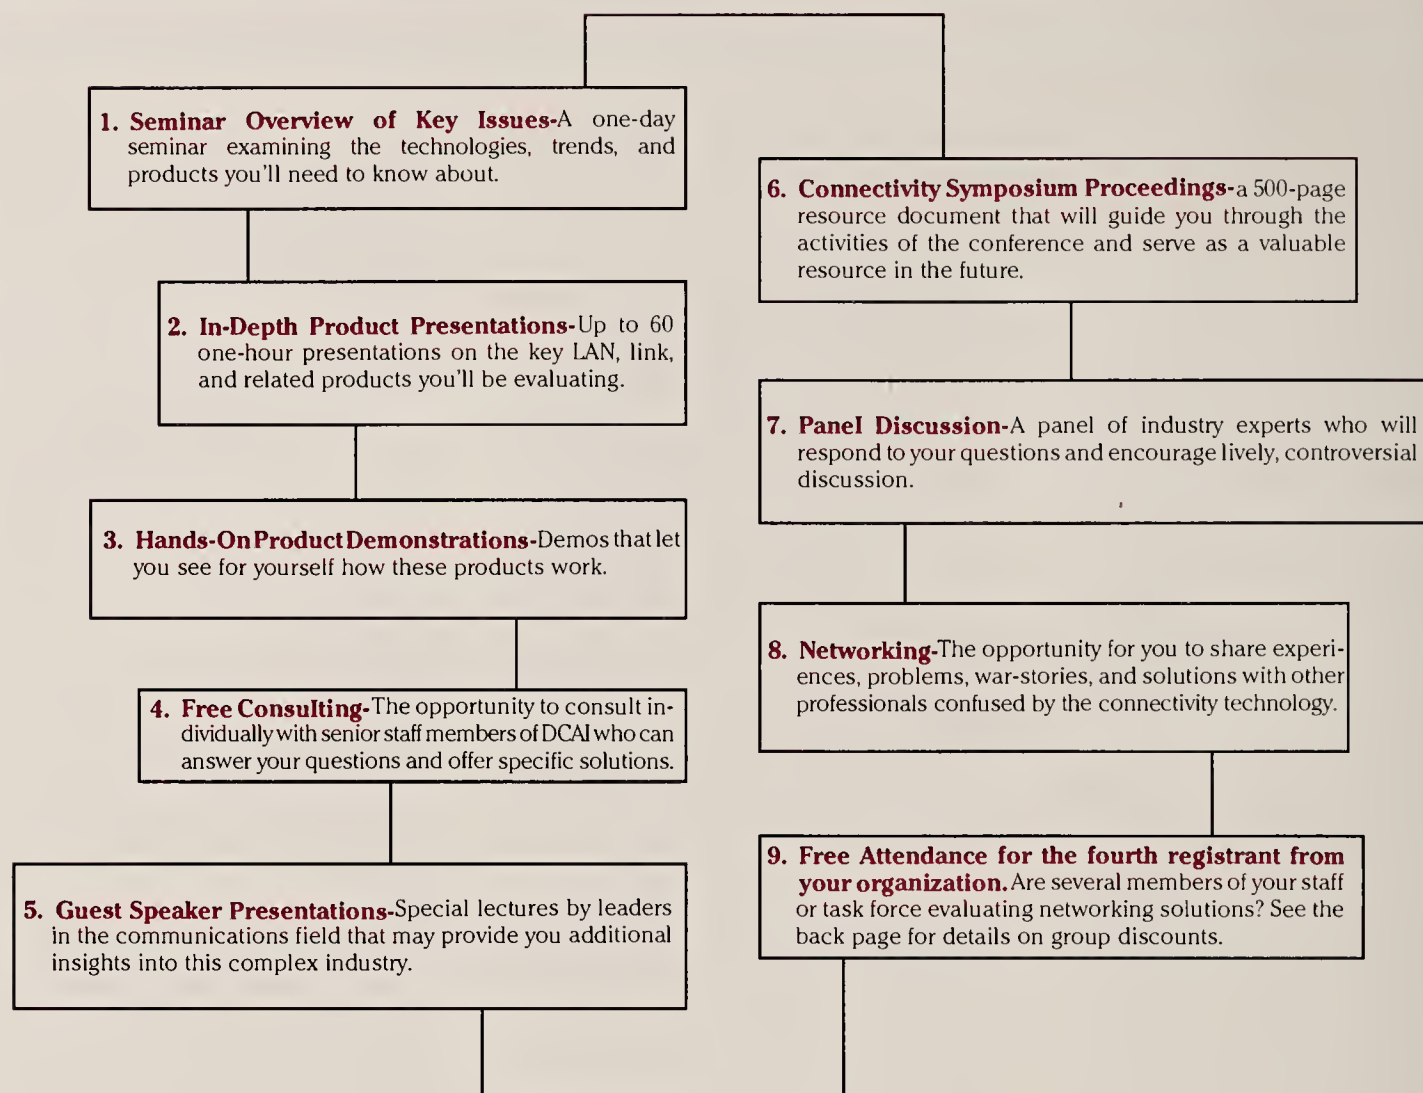 1. Seminar Overview of Key Issues-A one-day
seminar examining the technologies, trends, and
products you'll need to know about.
2. In-Depth Product Presentations-Up to 60
one-hour presentations on the key LAN, link,
and related products you'll be evaluating.
3. Hands-On Product Demonstrations-Demos that let
you see for yourself how these products work.
4. Free Consulting-The opportunity to consult in-
dividually with senior staff members of DCAI who can
answer your questions and offer specific solutions.
5. Guest Speaker Presentations-Special lectures by leaders
in the communications field that may provide you additional
insights into this complex industry.
6. Connectivity Symposium Proceedings-a 500-page
resource document that will guide you through the
activities of the conference and serve as a valuable
resource in the future.
7. Panel Discussion-A panel of industry experts who will
respond to your questions and encourage lively, controversial
discussion.
8. Networking-The opportunity for you to share experi-
ences, problems, war-stories, and solutions with other
professionals confused by the connectivity technology.
9. Free Attendance for the fourth registrant from
your organization. Are several members of your staff
or task force evaluating networking solutions? See the
back page for details on group discounts.